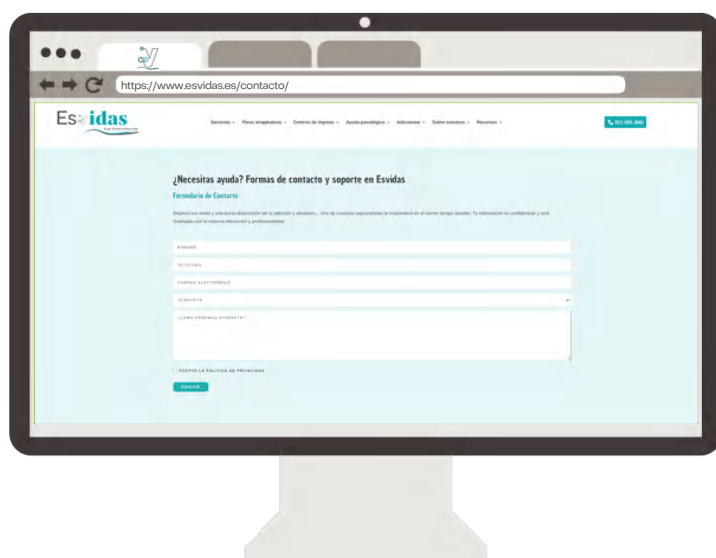 https://www.esvidas.es/contacto/
Esvidas
Servicios
Pisos terapéuticos
Centros de ingreso
Ayuda psicológica
Adicciones
Sobre nosotros
Recursos
¿Necesitas ayuda? Formas de contacto y soporte en Esvidas
Formulario de Contacto
NOMBRE
TELÉFONO
CORREO ELECTRÓNICO
ALBACETE
¿CÓMO PODEMOS AYUDARTE?
ACEPTO LA POLÍTICA DE PRIVACIDAD
ENVIAR